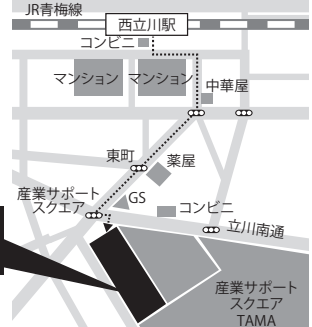 JR青梅線
西立川駅
コンビニ
マンション
マンション
中華屋
東町
薬屋
産業サポート
スクエア
GS
コンビニ
立川南通
産業サポート
スクエア
TAMA